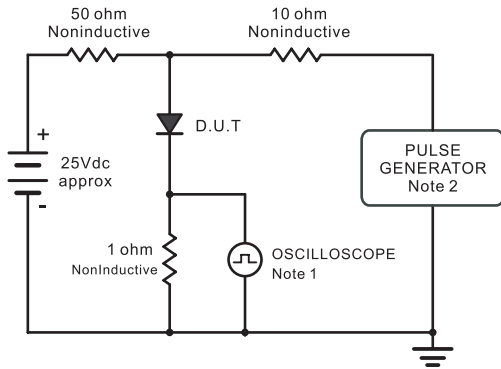 50 ohm
Noninductive
10 ohm
Noninductive
D.U.T
+
25Vdc
approx
-
PULSE
GENERATOR
Note 2
1 ohm
NonInductive
OSCILLOSCOPE
Note 1